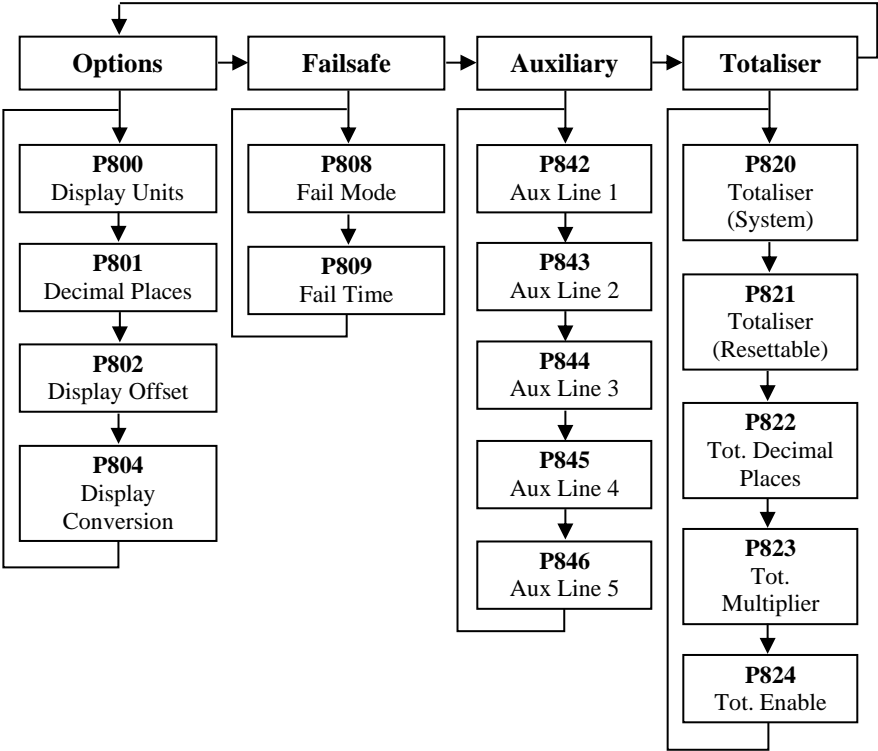 Options
Failsafe
Auxiliary
Totaliser
P800
Display Units
P801
Decimal Places
P802
Display Offset
P804
Display
Conversion
P808
Fail Mode
P809
Fail Time
P842
Aux Line 1
P843
Aux Line 2
P844
Aux Line 3
P845
Aux Line 4
P846
Aux Line 5
P820
Totaliser
(System)
P821
Totaliser
(Resettable)
P822
Tot. Decimal
Places
P823
Tot.
Multiplier
P824
Tot. Enable